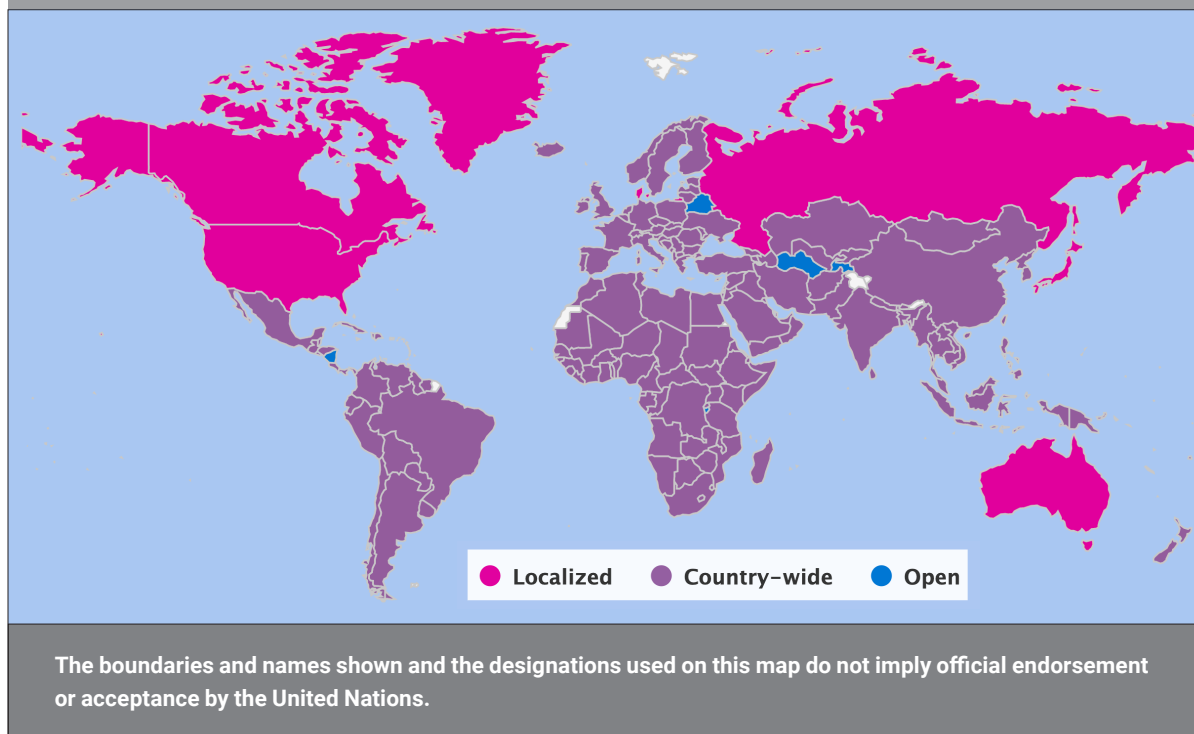 Localized
Country-wide
Open
The boundaries and names shown and the designations used on this map do not imply official endorsement
or acceptance by the United Nations.